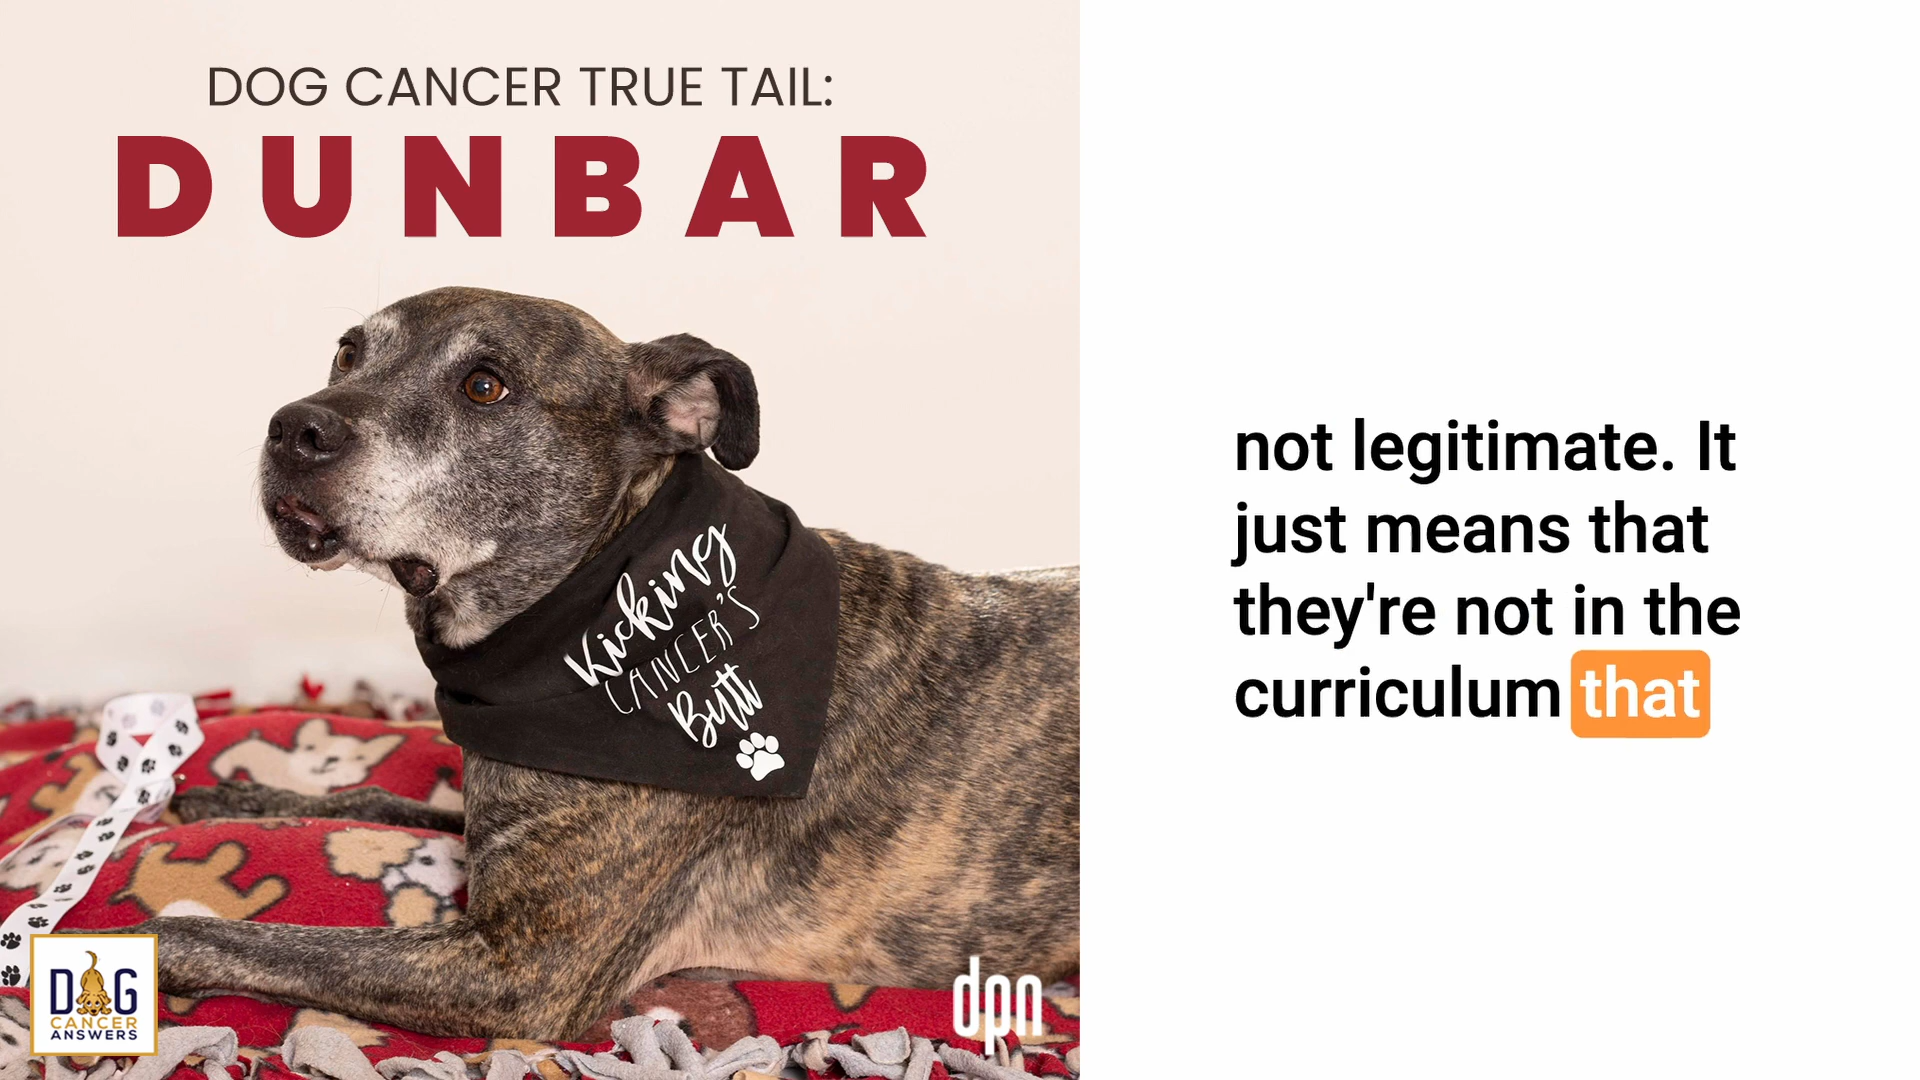 DOG CANCER TRUE TAIL:
DUNBAR
Kicking
CANCER'S
Butt
DOG
CANCER
ANSWERS
dpn
not legitimate. It
just means that
they're not in the
curriculum that